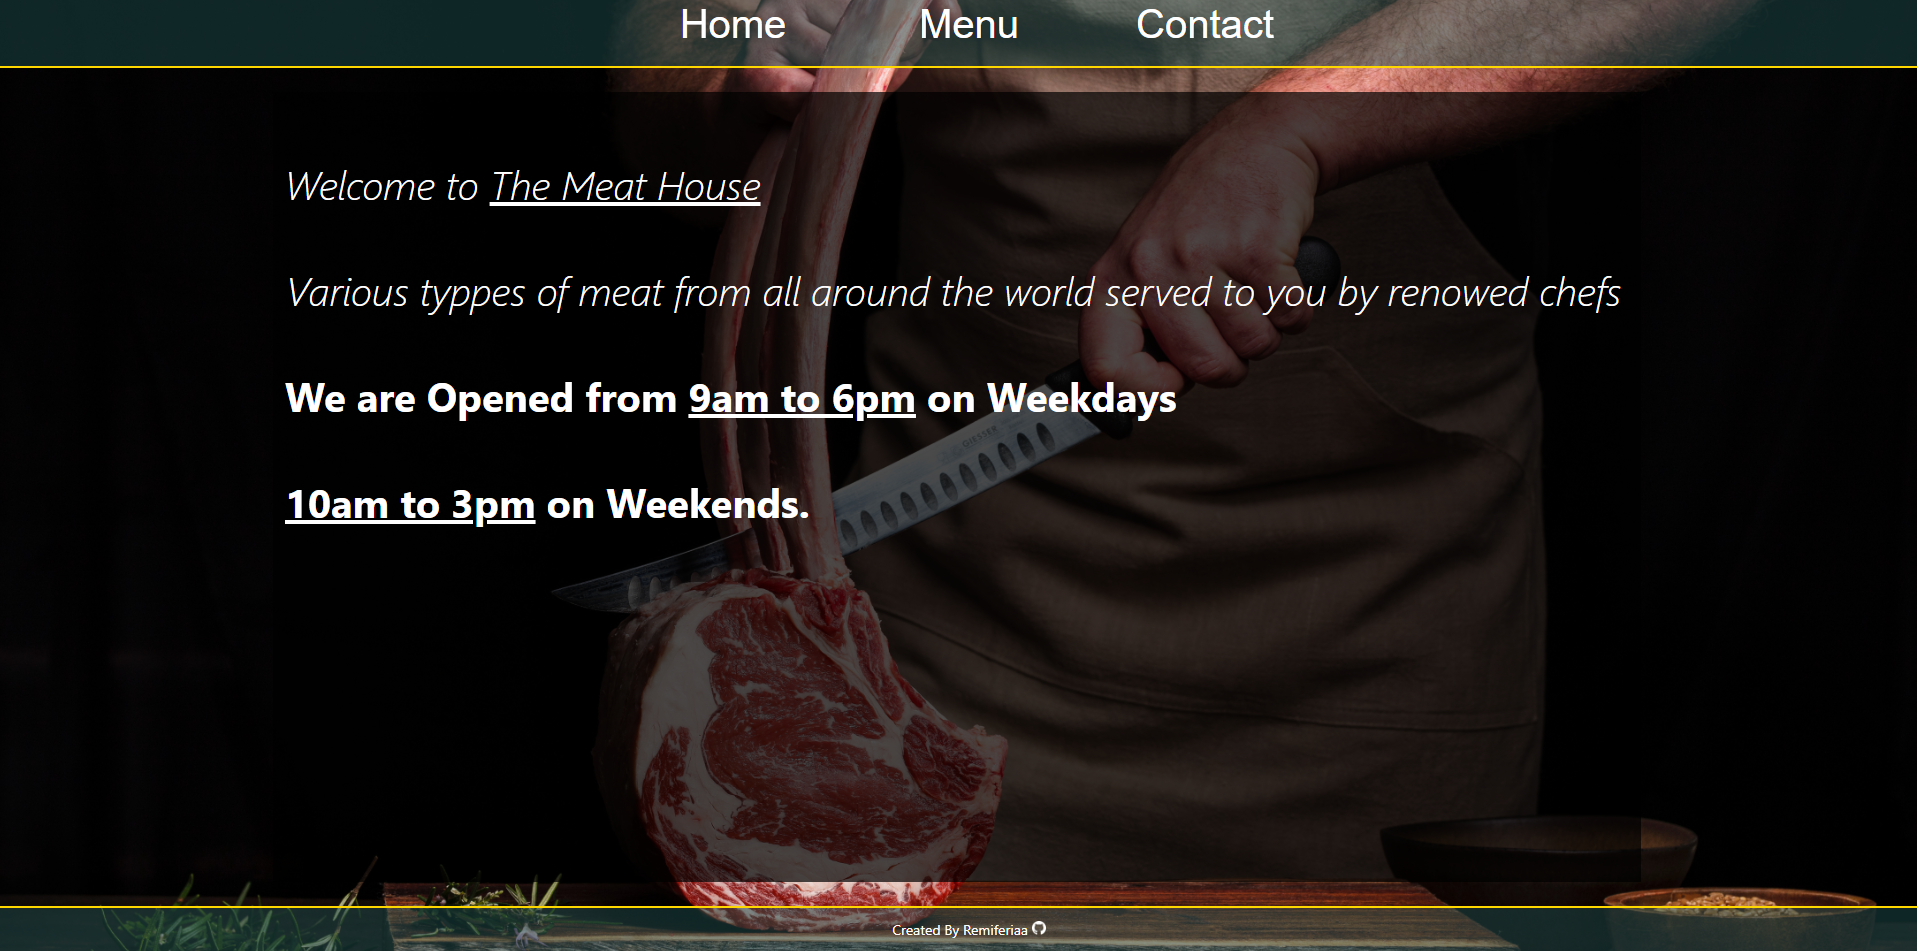 Home Menu Contact
Welcome to The Meat House
Various typpes of meat from all around the world served to you by renowed chefs
We are Opened from 9am to 6pm on Weekdays
10am to 3pm on Weekends.
GIESSER
Created By Remiferiaa